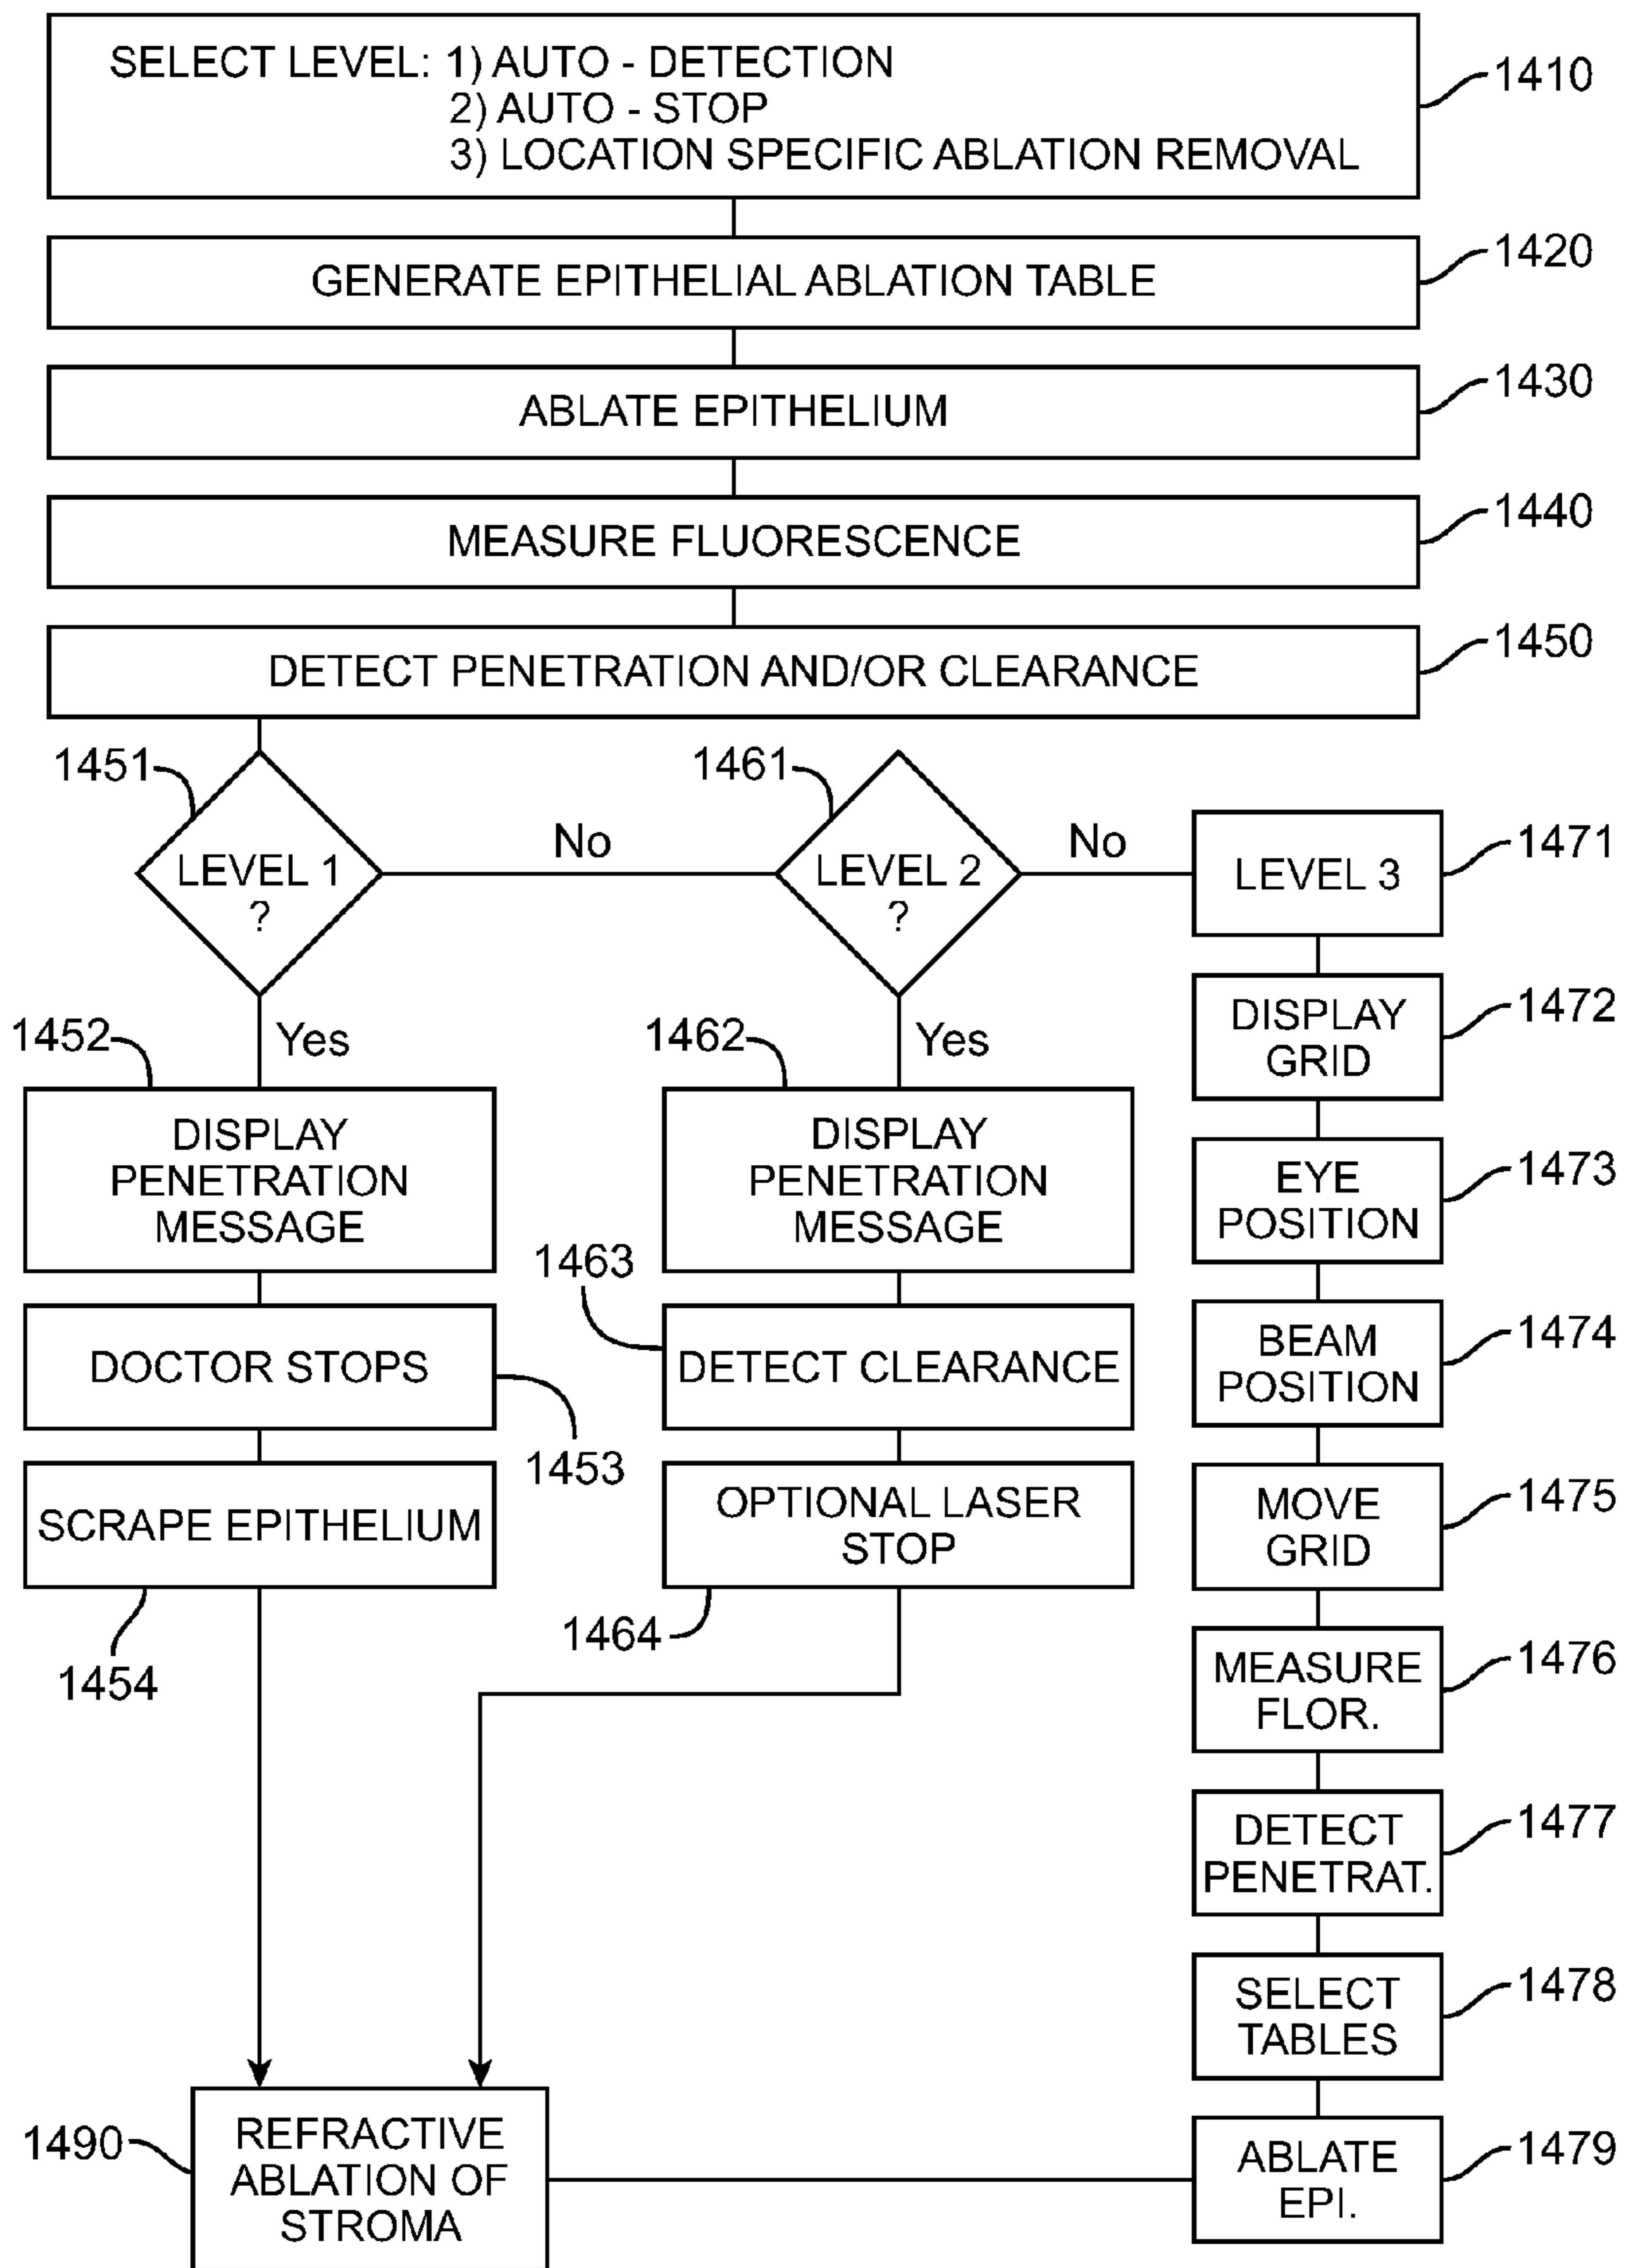 SELECT LEVEL: 1) AUTO - DETECTION
2) AUTO - STOP
3) LOCATION SPECIFIC ABLATION REMOVAL
1410
GENERATE EPITHELIAL ABLATION TABLE
1420
ABLATE EPITHELIUM
1430
MEASURE FLUORESCENCE
1440
DETECT PENETRATION AND/OR CLEARANCE
1450
1451
LEVEL 1
?
No
Yes
1461
LEVEL 2
?
No
Yes
1452
DISPLAY
PENETRATION
MESSAGE
DOCTOR STOPS
1453
SCRAPE EPITHELIUM
1454
1462
DISPLAY
PENETRATION
MESSAGE
1463
DETECT CLEARANCE
OPTIONAL LASER
STOP
1464
LEVEL 3
1471
DISPLAY
GRID
1472
EYE
POSITION
1473
BEAM
POSITION
1474
MOVE
GRID
1475
MEASURE
FLOR.
1476
DETECT
PENETRAT.
1477
SELECT
TABLES
1478
ABLATE
EPI.
1479
1490
REFRACTIVE
ABLATION OF
STROMA